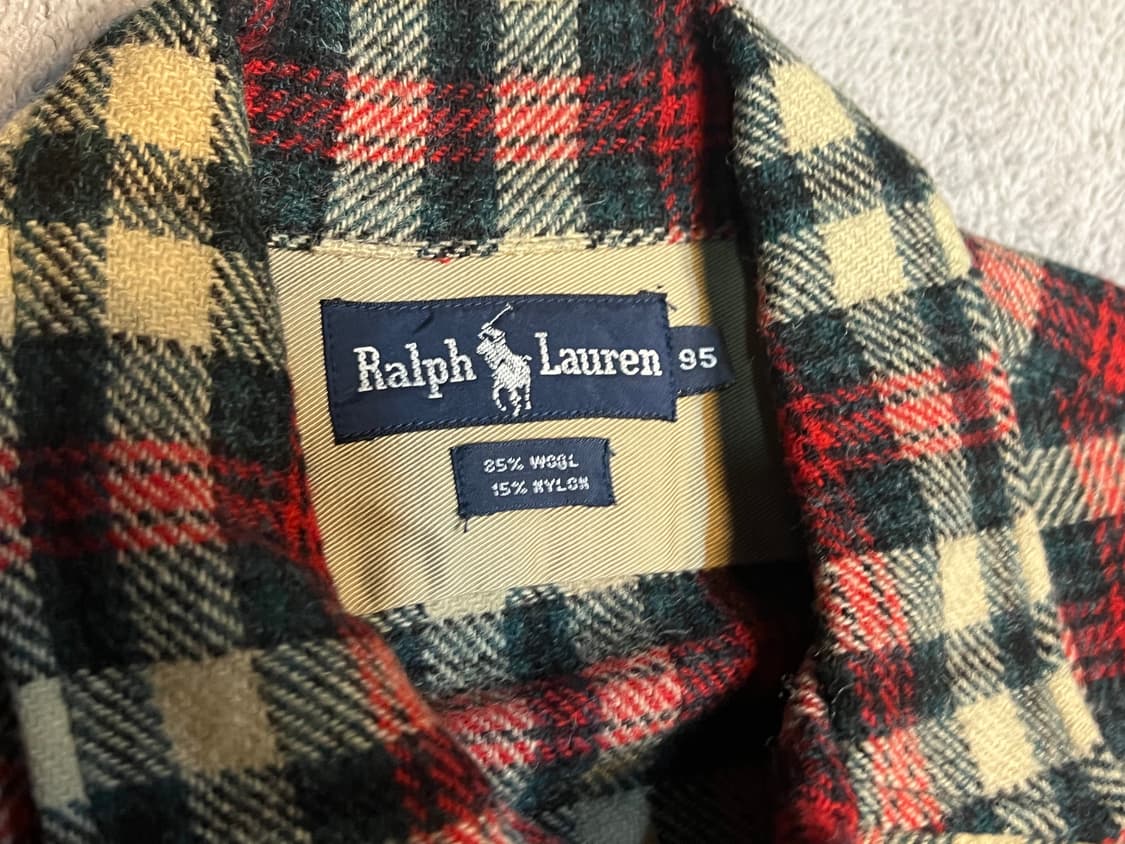 Ralph Lauren
95
85% WOOL
15% NYLON